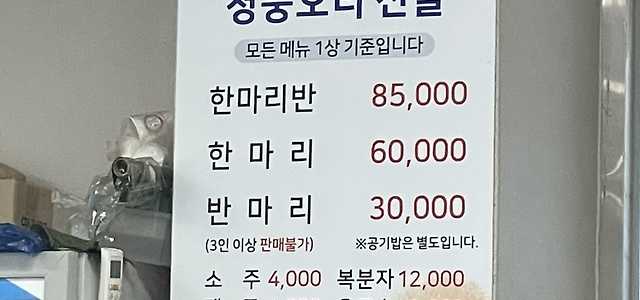 모든 메뉴 1상 기준입니다
한마리반 85,000
한 마 리 60,000
반 마 리 30,000
(3인 이상 판매불가) ※공기밥은 별도입니다.
소 주 4,000 복분자 12,000